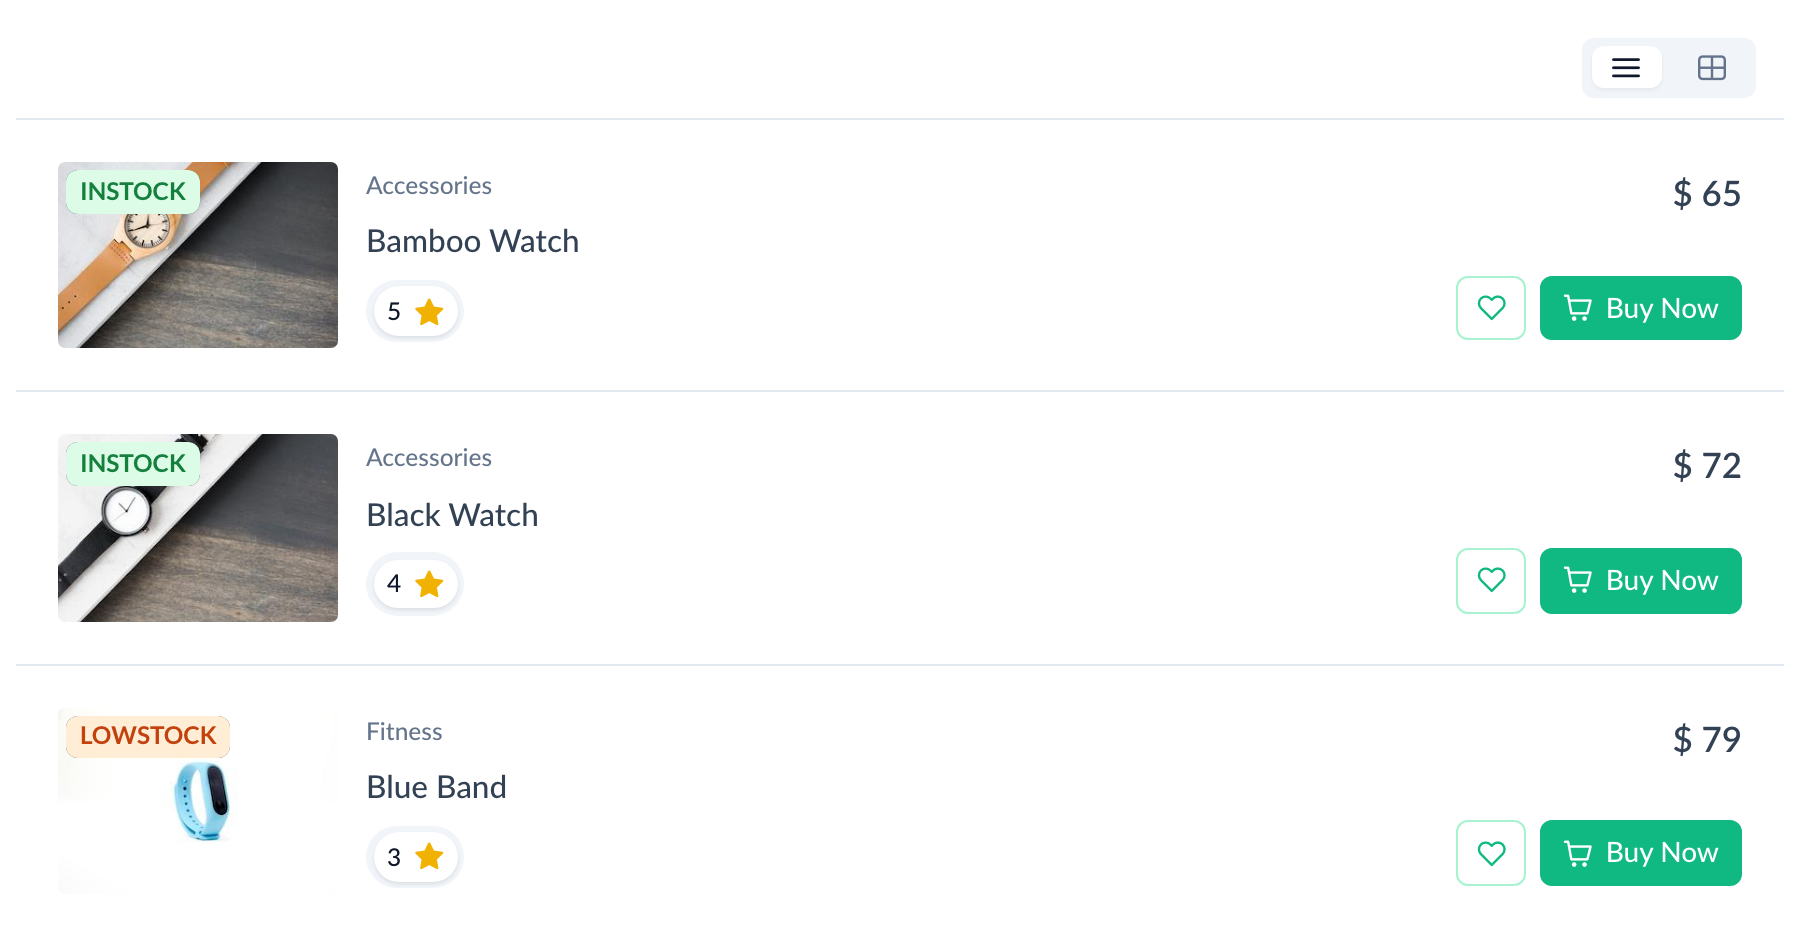 INSTOCK
Accessories
Bamboo Watch
5
$ 65
Buy Now
INSTOCK
Accessories
Black Watch
4
$ 72
Buy Now
LOWSTOCK
Fitness
Blue Band
3
$ 79
Buy Now